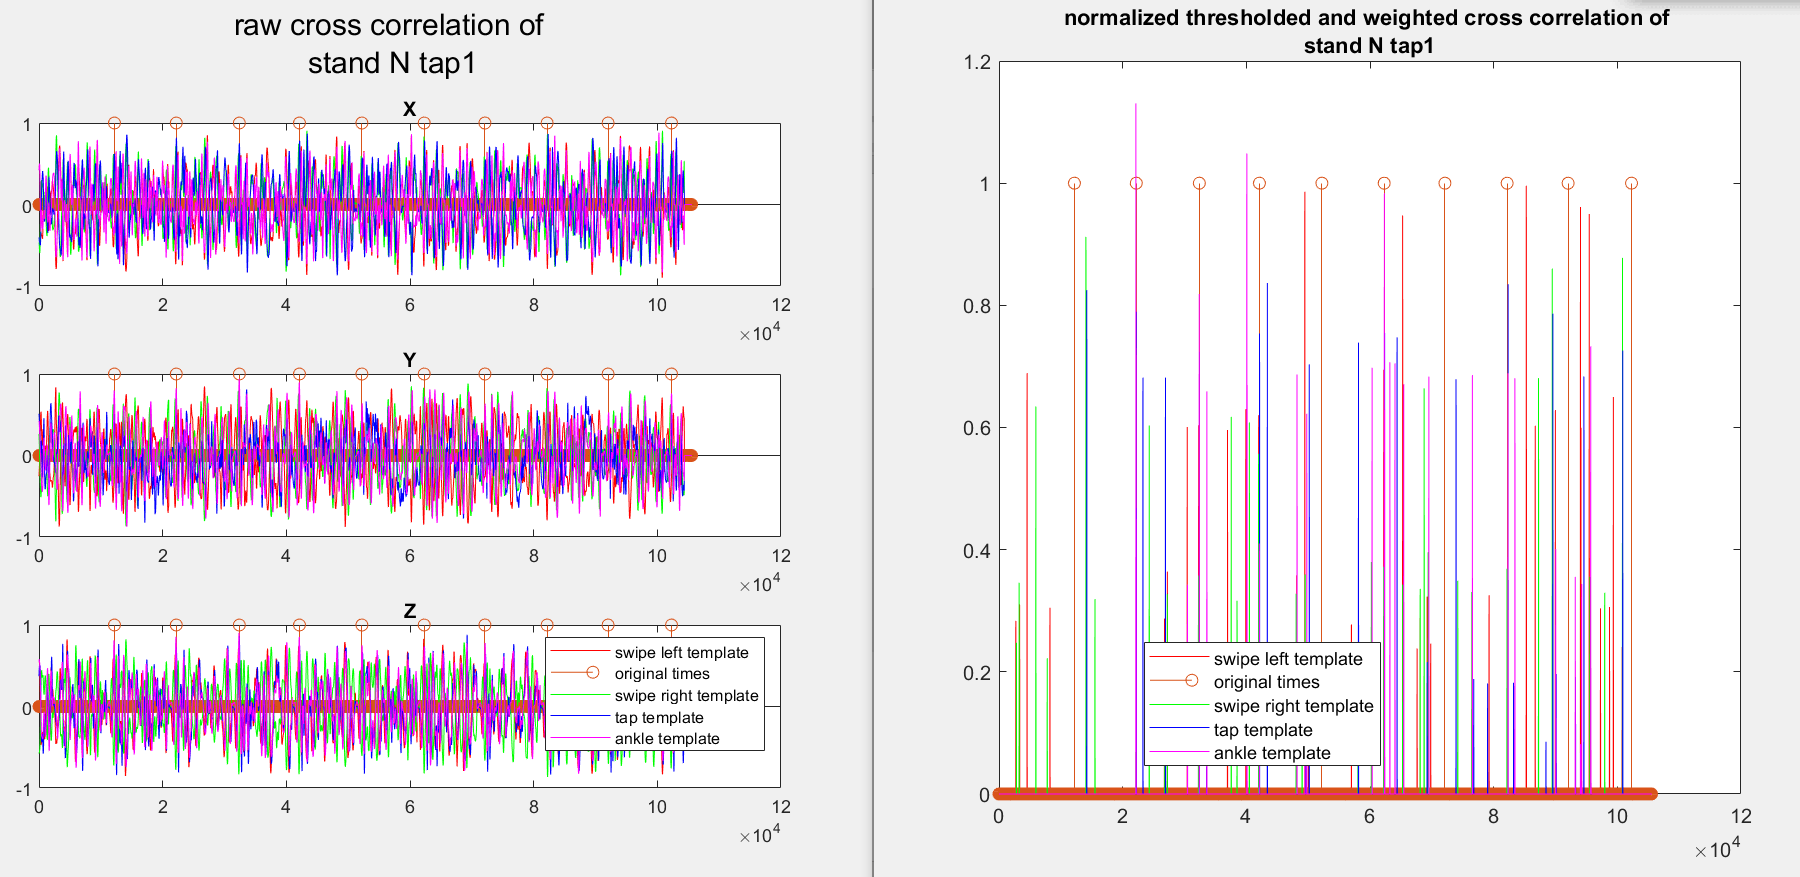 raw cross correlation of
stand N tap1
X
1
0
-1
0 2 4 6 8 10 12
×10^4
Y
1
0
-1
0 2 4 6 8 10 12
×10^4
Z
1
0
-1
swipe left template
original times
swipe right template
tap template
ankle template
0 2 4 6 8 10 12
×10^4
normalized thresholded and weighted cross correlation of
stand N tap1
1.2
1
0.8
0.6
0.4
0.2
0
swipe left template
original times
swipe right template
tap template
ankle template
0 2 4 6 8 10 12
×10^4